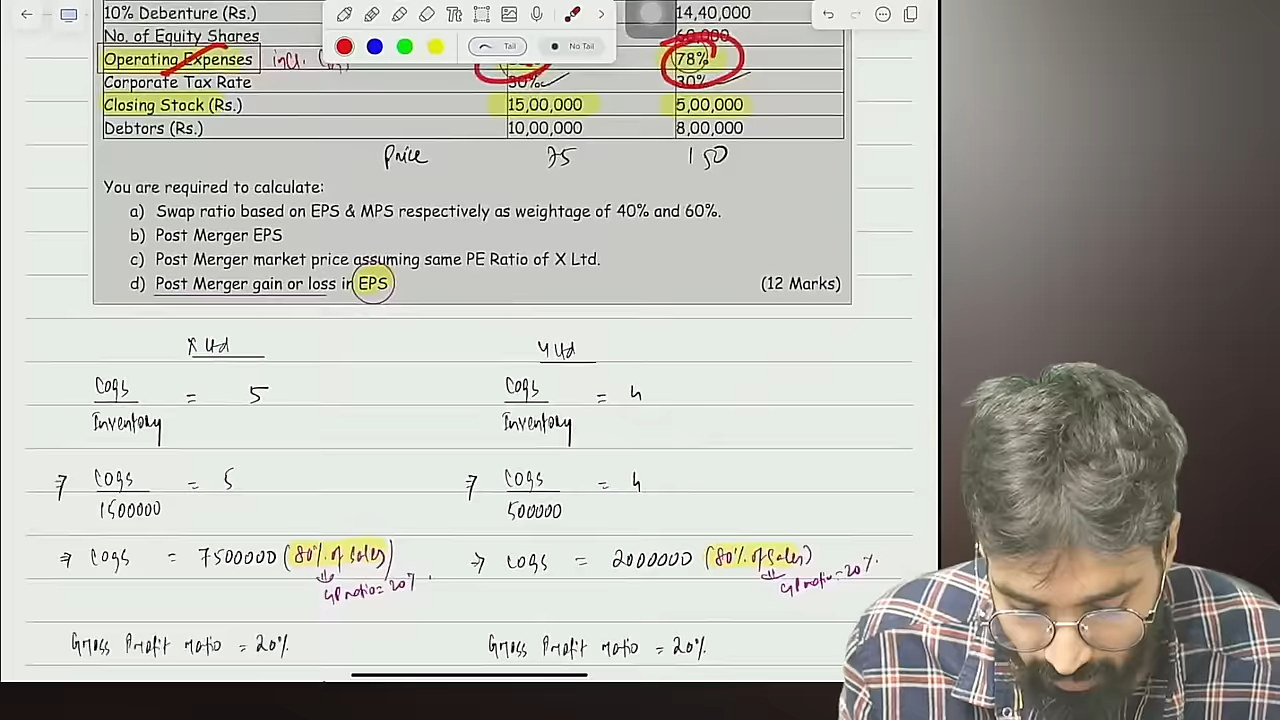 10% Debenture (Rs.) 14,40,000
No. of Equity Shares 60,000
Operating Expenses incl. 78%
Corporate Tax Rate 30% 30%
Closing Stock (Rs.) 15,00,000 5,00,000
Debtors (Rs.) 10,00,000 8,00,000
Price 75 150
You are required to calculate:
a) Swap ratio based on EPS & MPS respectively as weightage of 40% and 60%.
b) Post Merger EPS
c) Post Merger market price assuming same PE Ratio of X Ltd.
d) Post Merger gain or loss in EPS (12 Marks)
Tail No Tail
X Ltd Y Ltd
COGS / Inventory = 5 COGS / Inventory = 4
⇒ COGS / 1500000 = 5 ⇒ COGS / 500000 = 4
⇒ COGS = 7500000 (80% of sales) ⇒ COGS = 2000000 (80% of sales)
GP ratio = 20% GP ratio = 20%.
Gross Profit ratio = 20% Gross Profit ratio = 20%